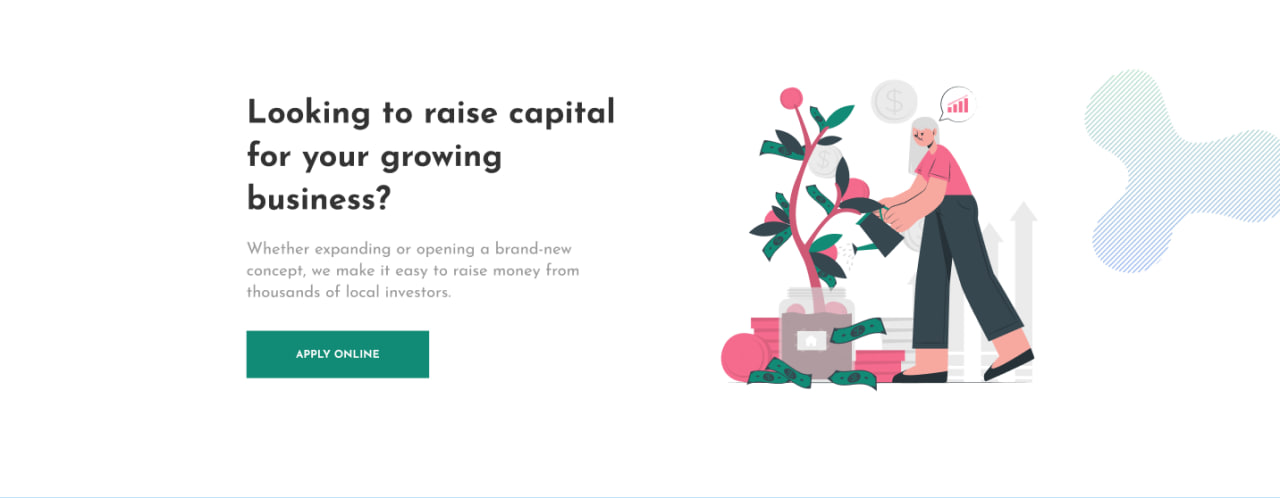 Looking to raise capital
for your growing
business?
Whether expanding or opening a brand-new
concept, we make it easy to raise money from
thousands of local investors.
APPLY ONLINE